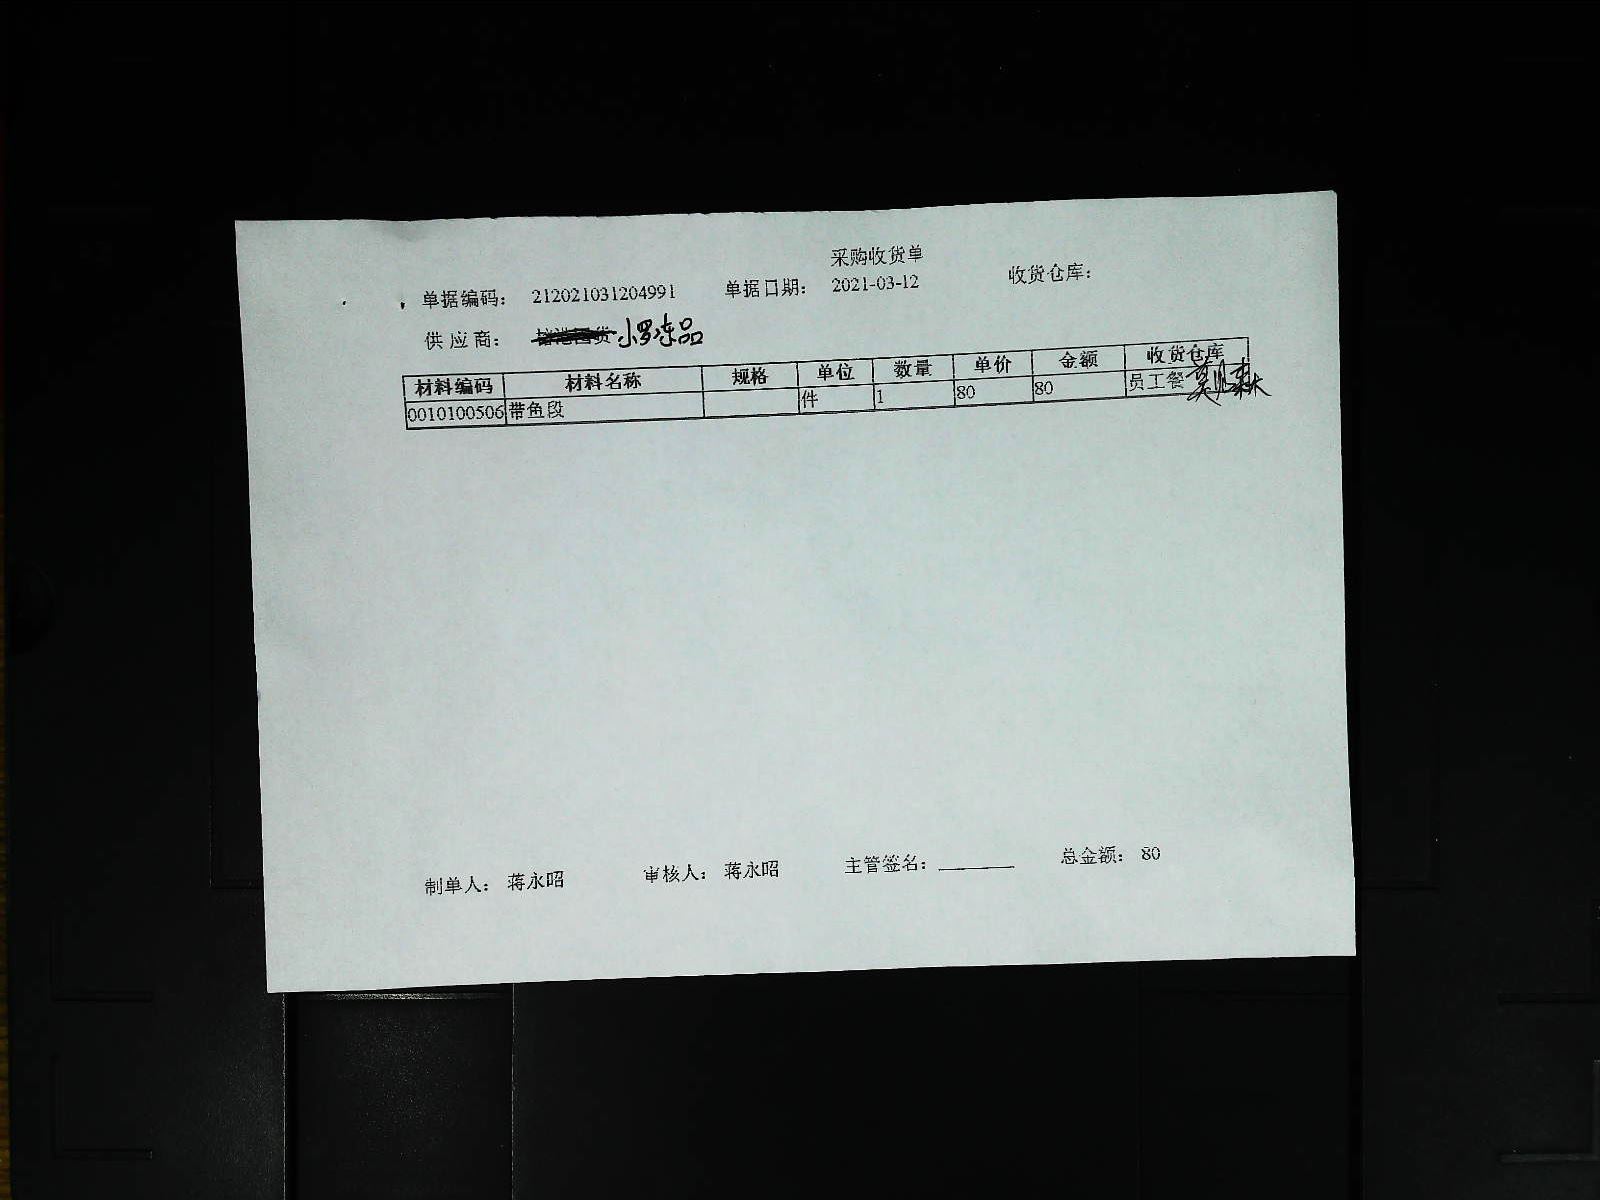 采购收货单
单据编码： 212021031204991 单据日期： 2021-03-12 收货仓库：
供应商： 小罗冻品
材料编码 材料名称 规格 单位 数量 单价 金额 收货仓库
0010100506 带鱼段 件 1 80 80 员工餐
制单人： 蒋永昭 审核人： 蒋永昭 主管签名： 总金额： 80